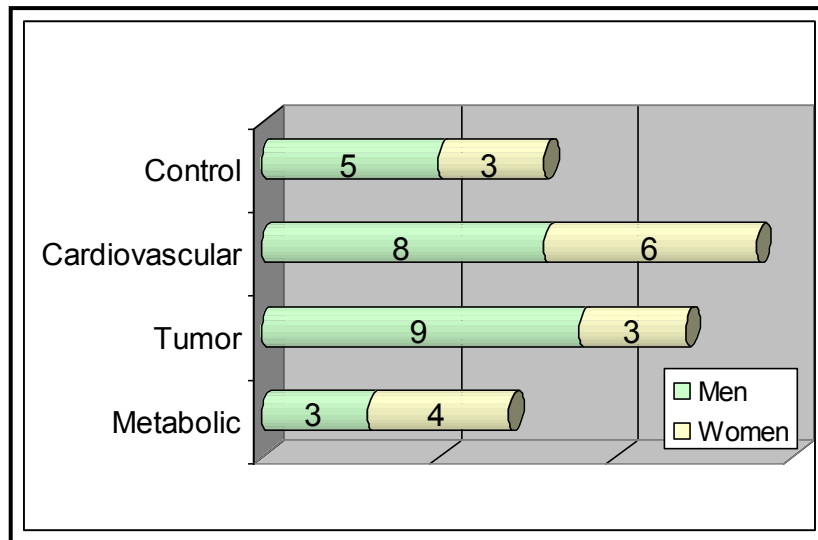 Control 5 3
Cardiovascular 8 6
Tumor 9 3
Metabolic 3 4
Men
Women